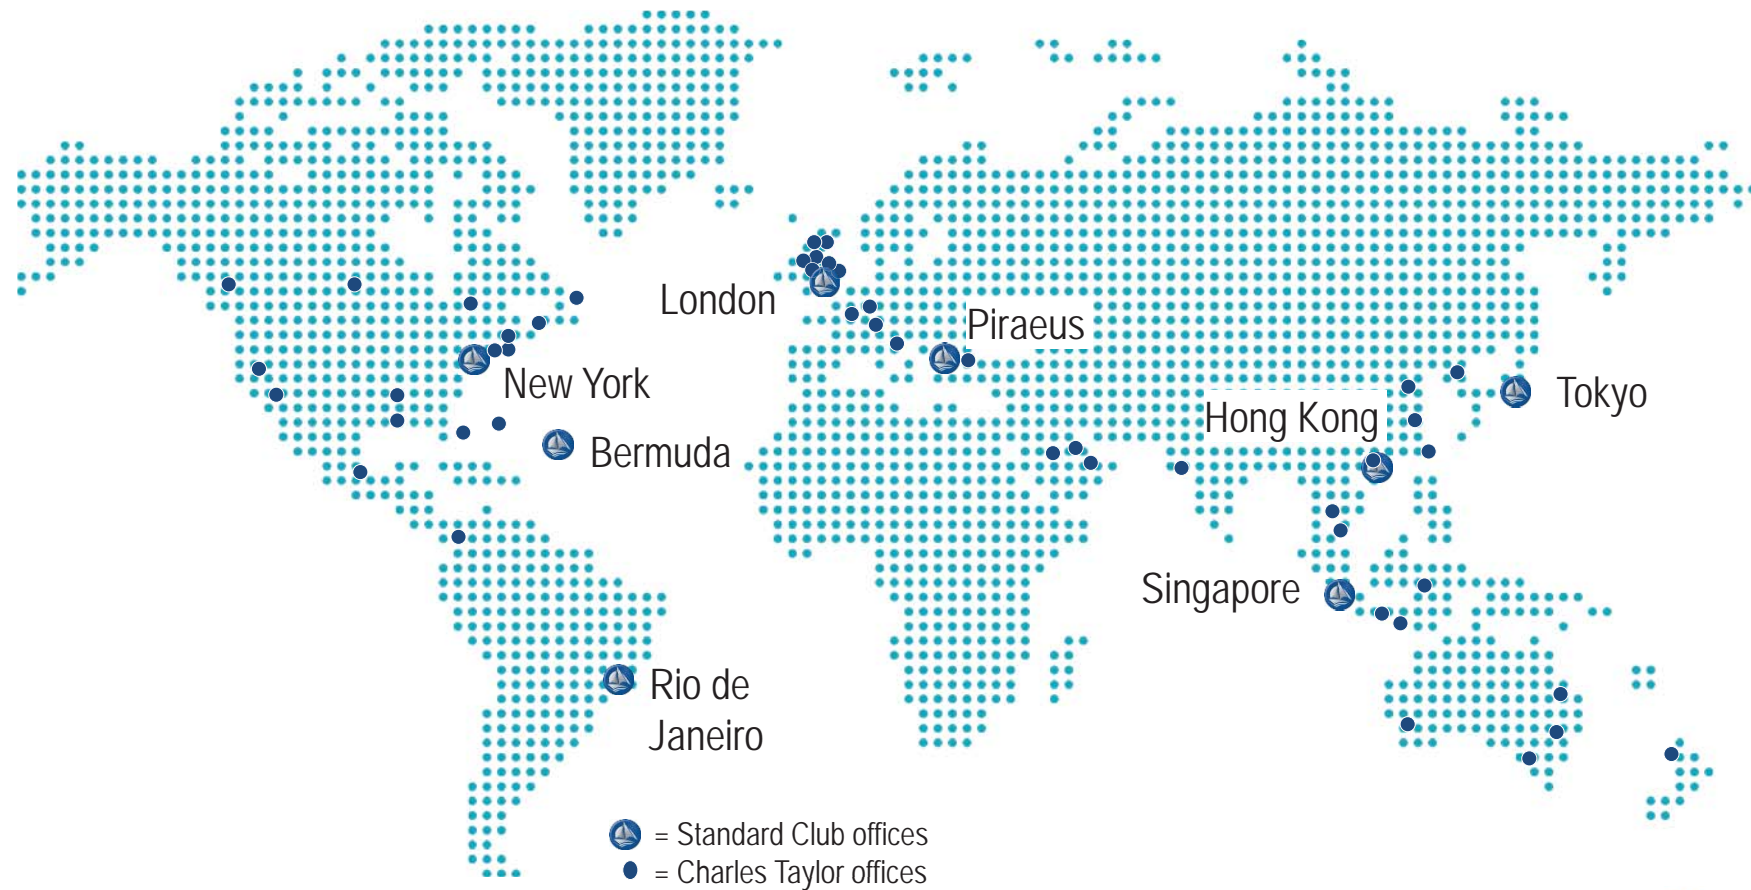 London
Piraeus
New York
Tokyo
Hong Kong
Bermuda
Singapore
Rio de
Janeiro
= Standard Club offices
= Charles Taylor offices